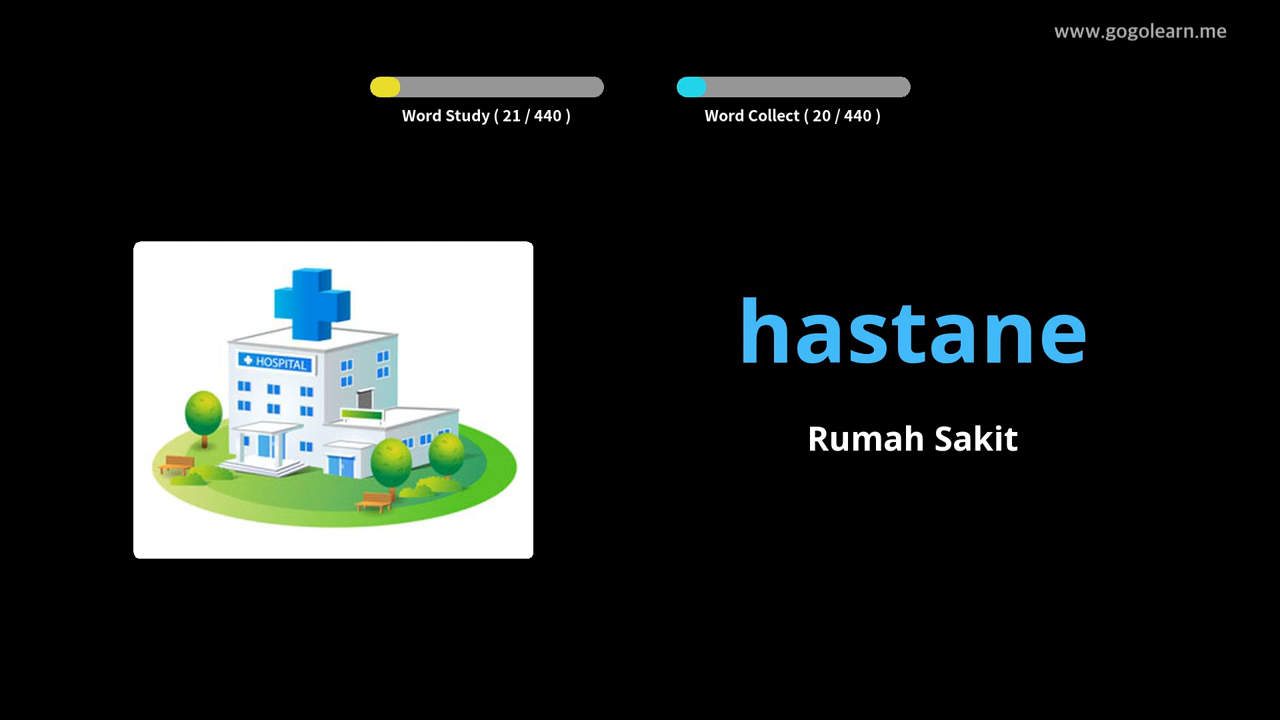 www.gogolearn.me
Word Study ( 21 / 440 )
Word Collect ( 20 / 440 )
HOSPITAL
hastane
Rumah Sakit